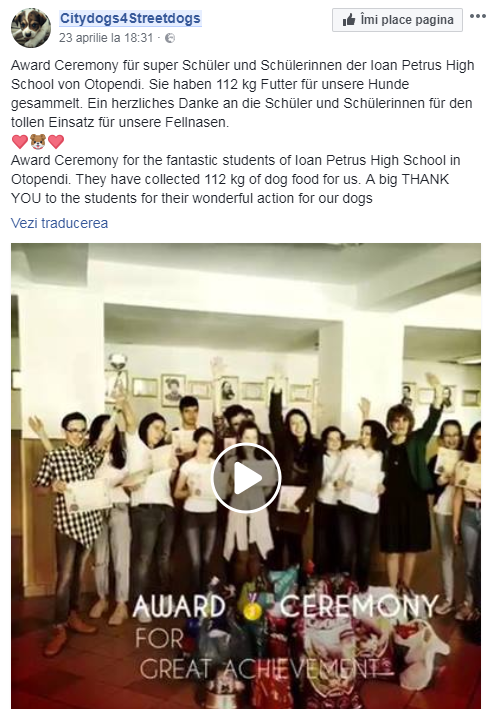 Citydogs4Streetdogs
Îmi place pagina
23 aprilie la 18:31 ·
Award Ceremony für super Schüler und Schülerinnen der Ioan Petrus High
School von Otopendi. Sie haben 112 kg Futter für unsere Hunde
gesammelt. Ein herzliches Danke an die Schüler und Schülerinnen für den
tollen Einsatz für unsere Fellnasen.
Award Ceremony for the fantastic students of Ioan Petrus High School in
Otopendi. They have collected 112 kg of dog food for us. A big THANK
YOU to the students for their wonderful action for our dogs
Vezi traducerea
AWARD CEREMONY
FOR
GREAT ACHIEVEMENT